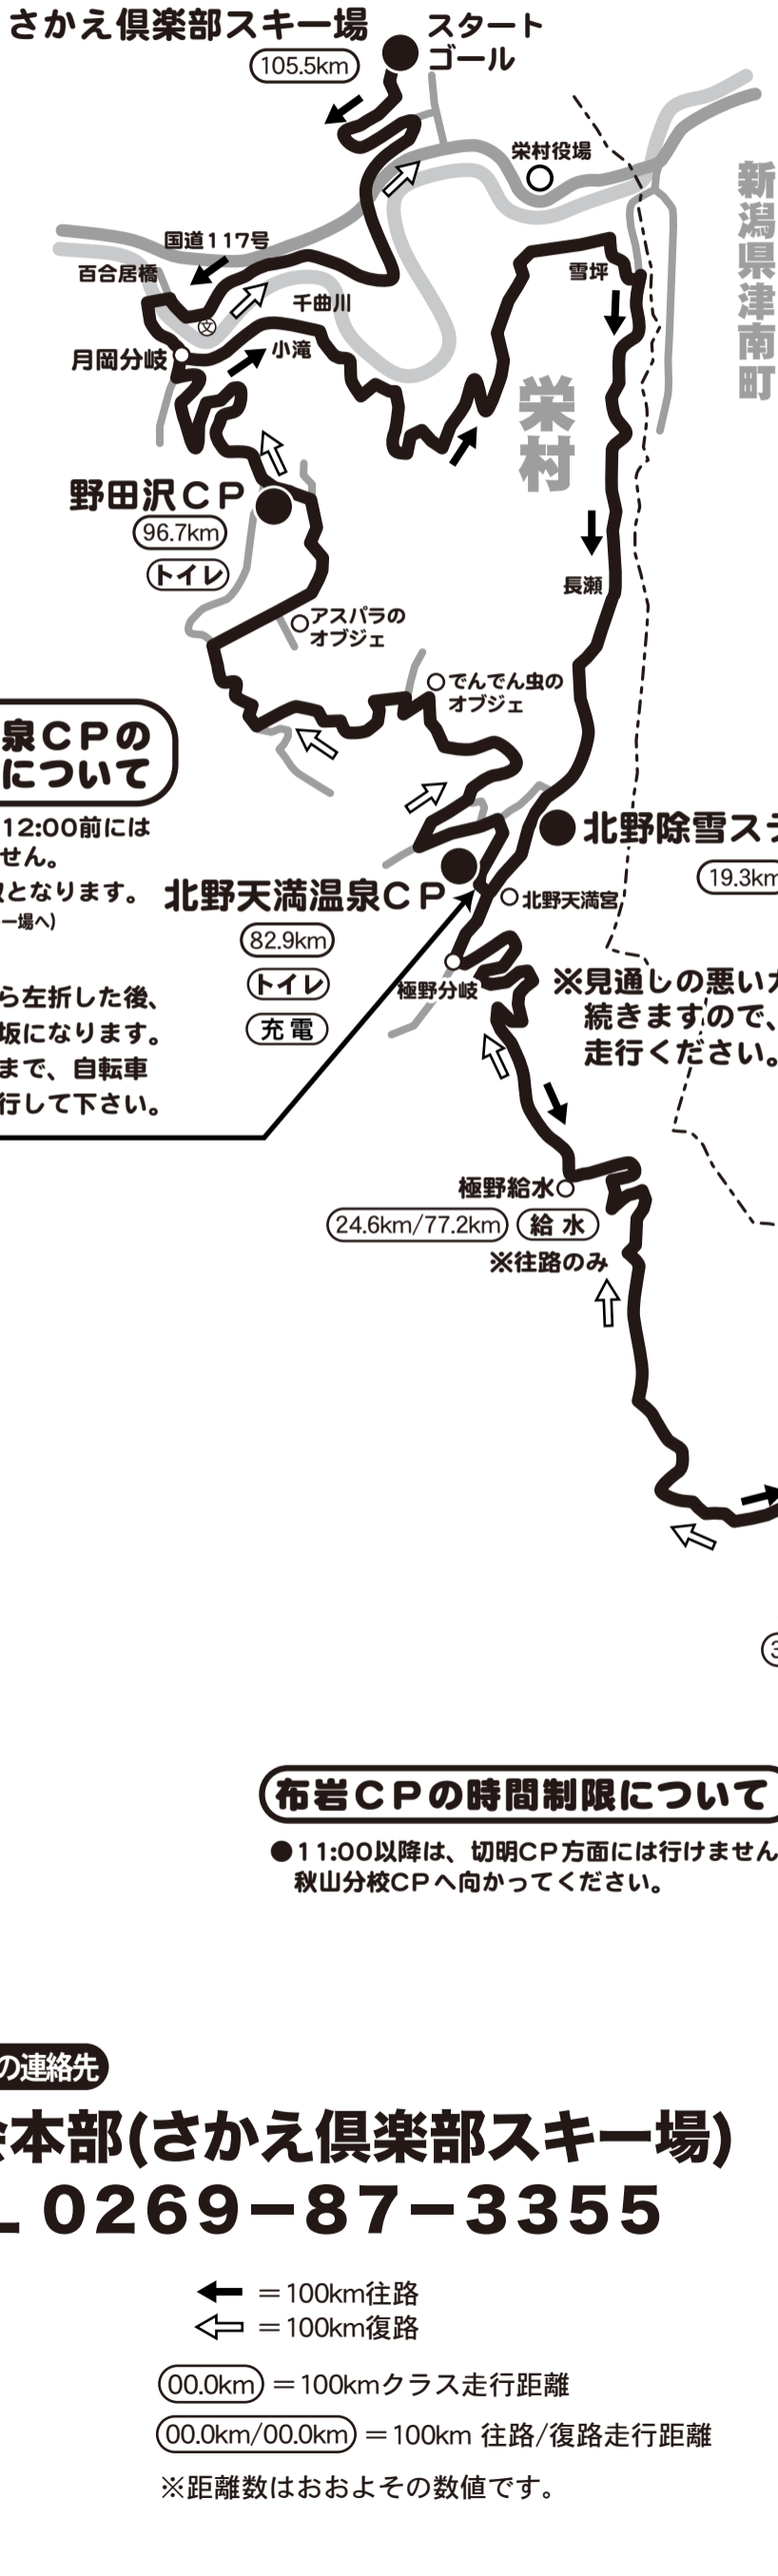 さかえ倶楽部スキー場
105.5km
スタート
ゴール
栄村役場
新潟県津南町
国道117号
百合居橋
千曲川
雪坪
文
小滝
月岡分岐
栄村
野田沢CP
96.7km
トイレ
長瀬
アスパラの
オブジェ
でんでん虫の
オブジェ
泉CPの
について
12:00前には
せん。
となります。
ー場へ)
北野除雪ス
19.3km
北野天満温泉CP
82.9km
トイレ
充電
北野天満宮
極野分岐
ら左折した後、
坂になります。
まで、自転車
行して下さい。
※見通しの悪い
続きますので、
走行ください。
極野給水
24.6km/77.2km
給水
※往路のみ
3
布岩CPの時間制限について
●11:00以降は、切明CP方面には行けません
秋山分校CPへ向かってください。
の連絡先
本部(さかえ倶楽部スキー場)
L 0269-87-3355
=100km往路
=100km復路
00.0km =100kmクラス走行距離
00.0km/00.0km =100km 往路/復路走行距離
※距離数はおおよその数値です。